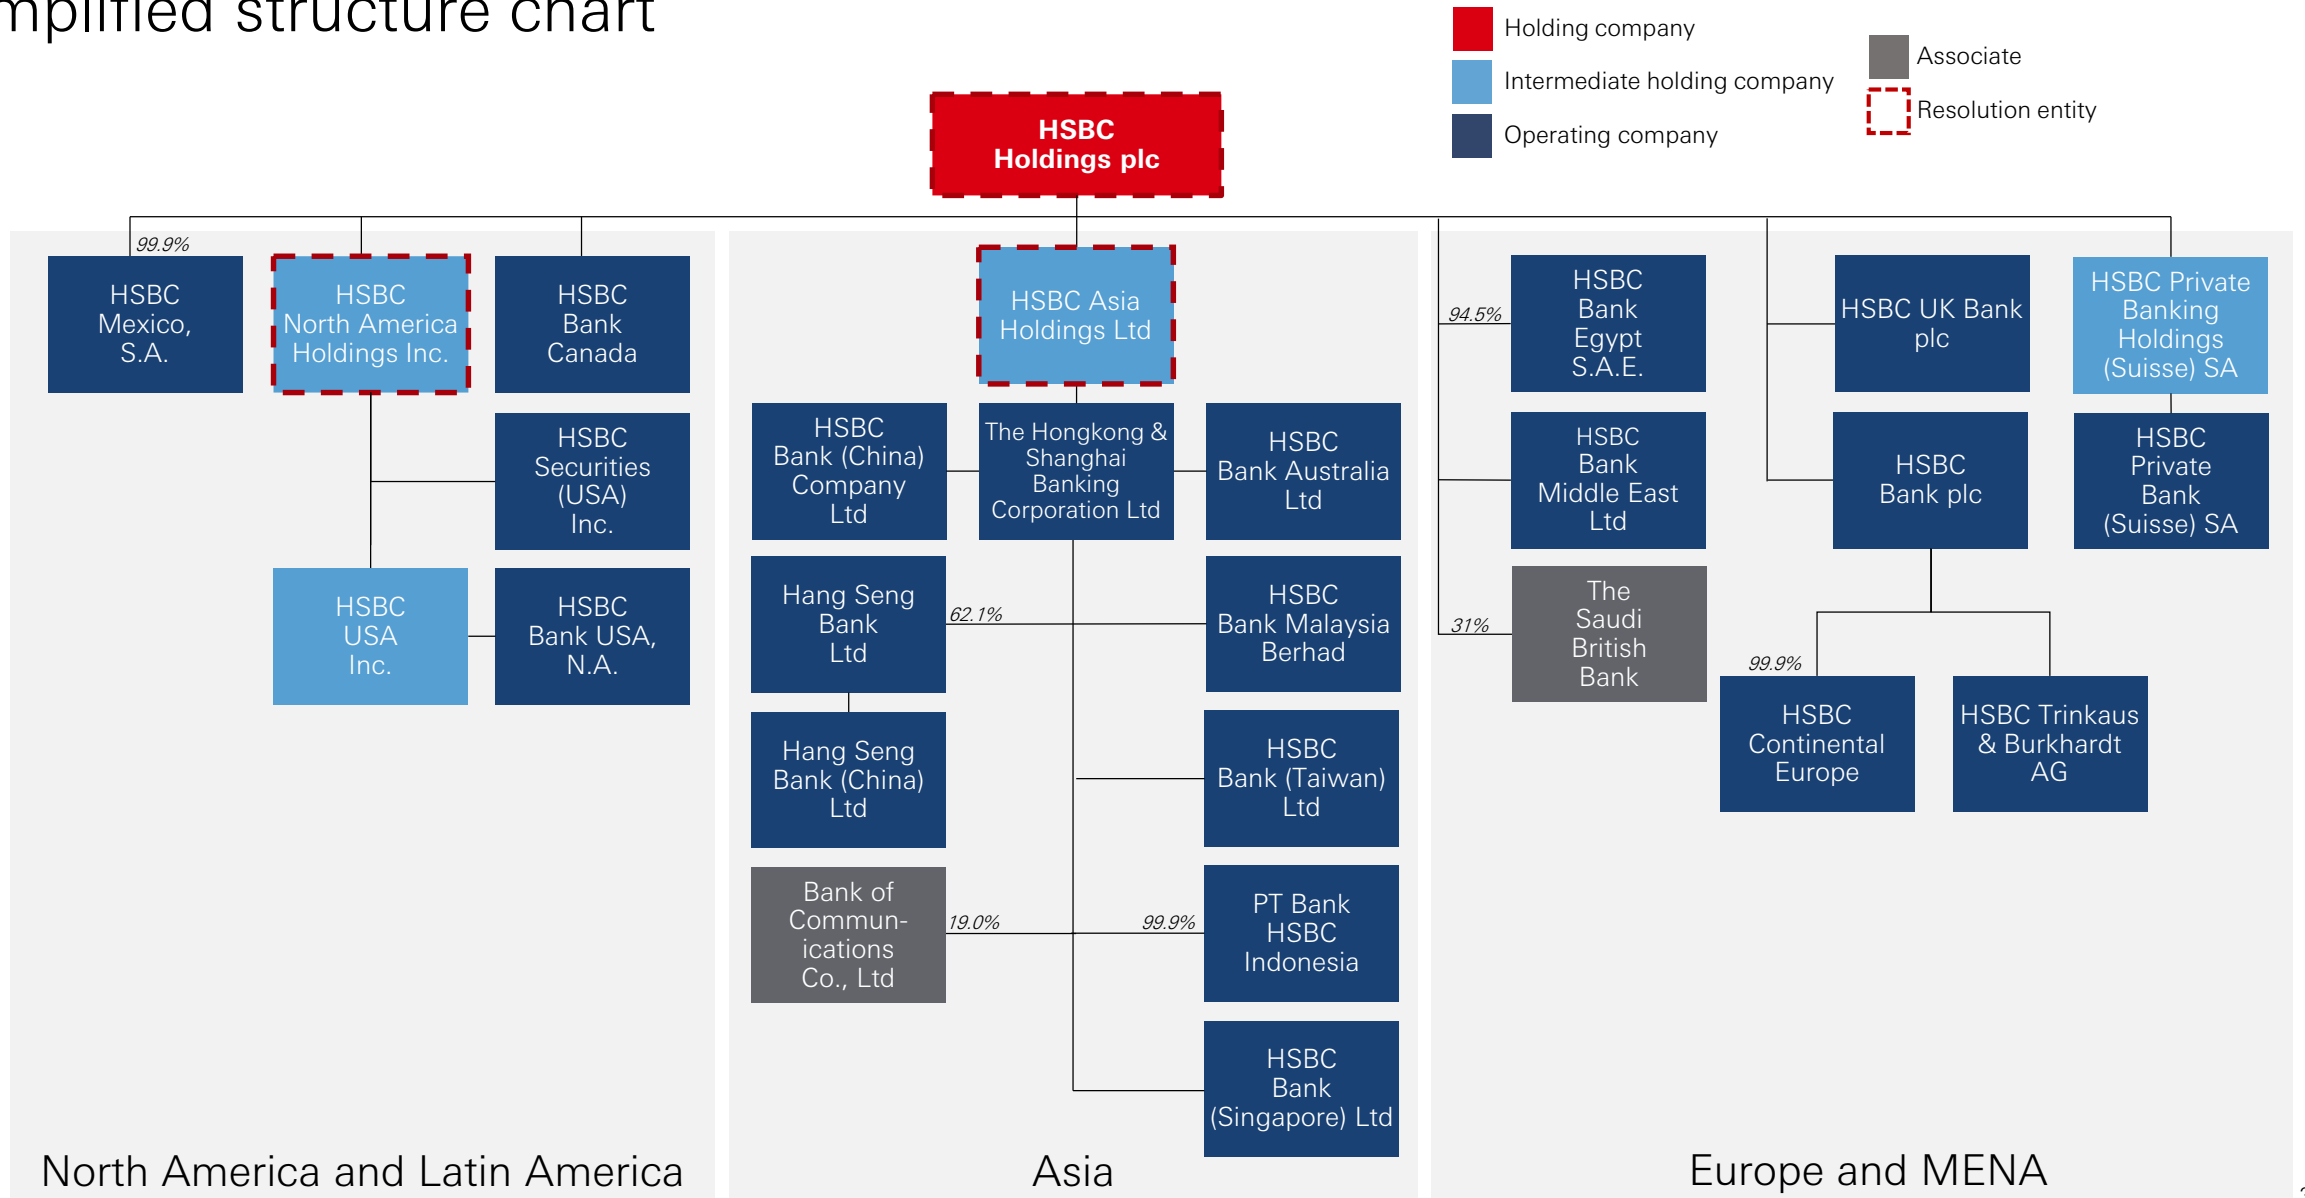 mplified structure chart
Holding company
Intermediate holding company
Operating company
Associate
Resolution entity
HSBC
Holdings plc
99.9%
HSBC
Mexico,
S.A.
HSBC
North America
Holdings Inc.
HSBC
Bank
Canada
HSBC
Securities
(USA)
Inc.
HSBC
USA
Inc.
HSBC
Bank USA,
N.A.
North America and Latin America
HSBC Asia
Holdings Ltd
HSBC
Bank (China)
Company
Ltd
The Hongkong &
Shanghai
Banking
Corporation Ltd
HSBC
Bank Australia
Ltd
Hang Seng
Bank
Ltd
62.1%
HSBC
Bank Malaysia
Berhad
Hang Seng
Bank (China)
Ltd
HSBC
Bank (Taiwan)
Ltd
Bank of
Commun-
ications
Co., Ltd
19.0%
99.9%
PT Bank
HSBC
Indonesia
HSBC
Bank
(Singapore) Ltd
Asia
94.5%
HSBC
Bank
Egypt
S.A.E.
HSBC UK Bank
plc
HSBC Private
Banking
Holdings
(Suisse) SA
HSBC
Bank
Middle East
Ltd
HSBC
Bank plc
HSBC
Private
Bank
(Suisse) SA
31%
The
Saudi
British
Bank
99.9%
HSBC
Continental
Europe
HSBC Trinkaus
& Burkhardt
AG
Europe and MENA